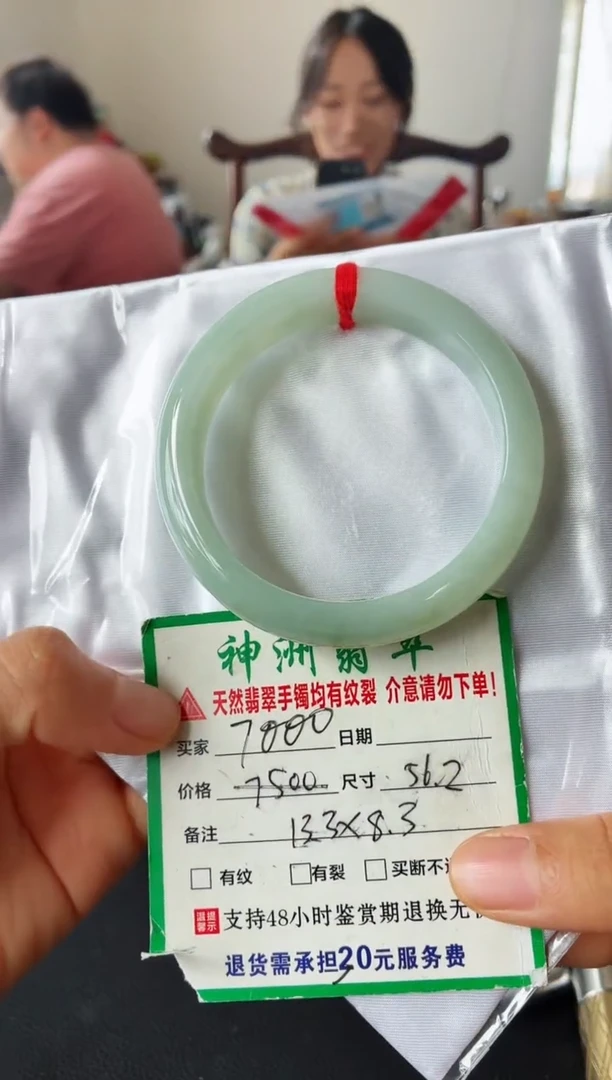 神洲翡翠
天然翡翠手镯均有纹裂 介意请勿下单!
买家 7000 日期
价格 7500 尺寸 56.2
备注 13.3×8.3
有纹 有裂 买断不
温馨提示 支持48小时鉴赏期退换无
退货需承担20元服务费